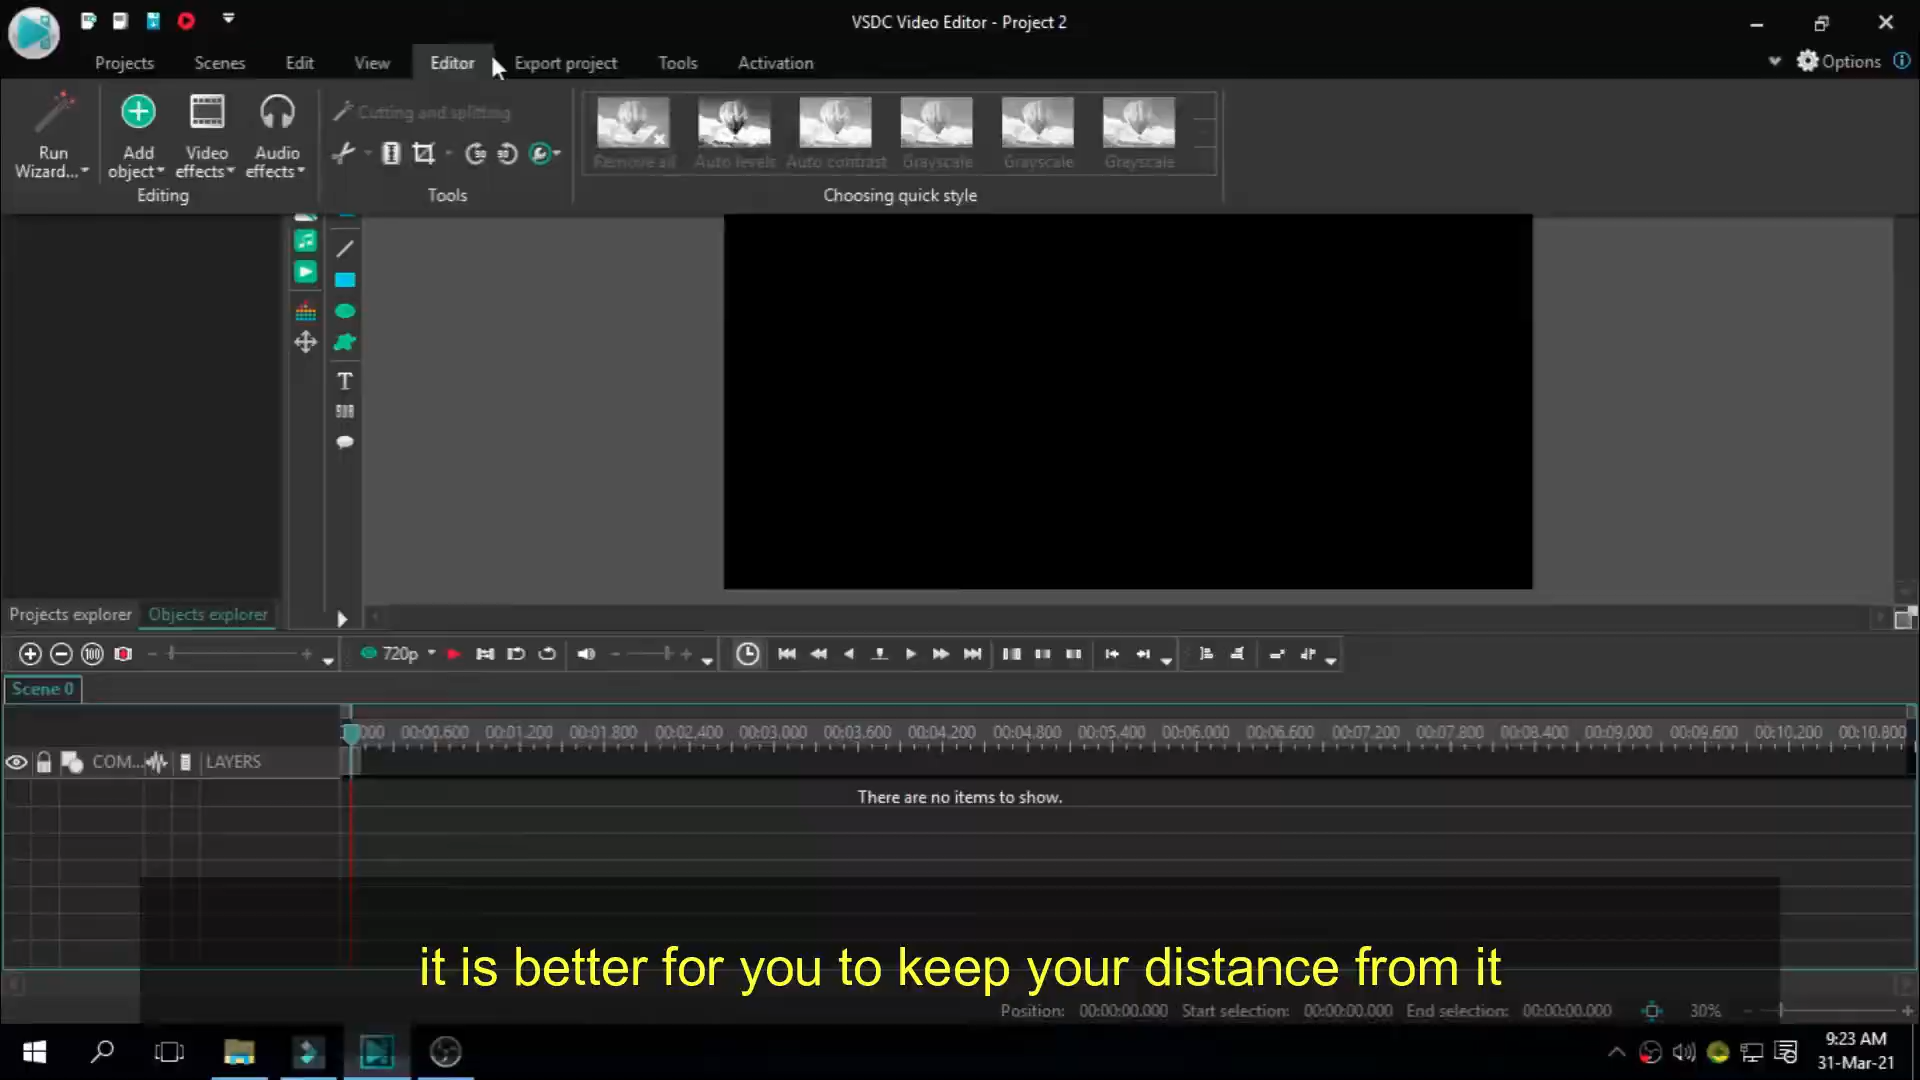 VSDC Video Editor - Project 2
Projects Scenes Edit View Editor Export project Tools Activation Options
Cutting and splitting
Run Wizard...
Add object
Video effects
Audio effects
Remove all Auto levels Auto contrast Grayscale Grayscale Grayscale
Editing Tools Choosing quick style
T
Projects explorer Objects explorer
100 720p
Scene 0
000 00:00.600 00:01.200 00:01.800 00:02.400 00:03.000 00:03.600 00:04.200 00:04.800 00:05.400 00:06.000 00:06.600 00:07.200 00:07.800 00:08.400 00:09.000 00:09.600 00:10.200 00:10.800
COM... LAYERS
There are no items to show.
it is better for you to keep your distance from it
Position: 00:00:00.000 Start selection: 00:00:00.000 End selection: 00:00:00.000 30%
9:23 AM
31-Mar-21